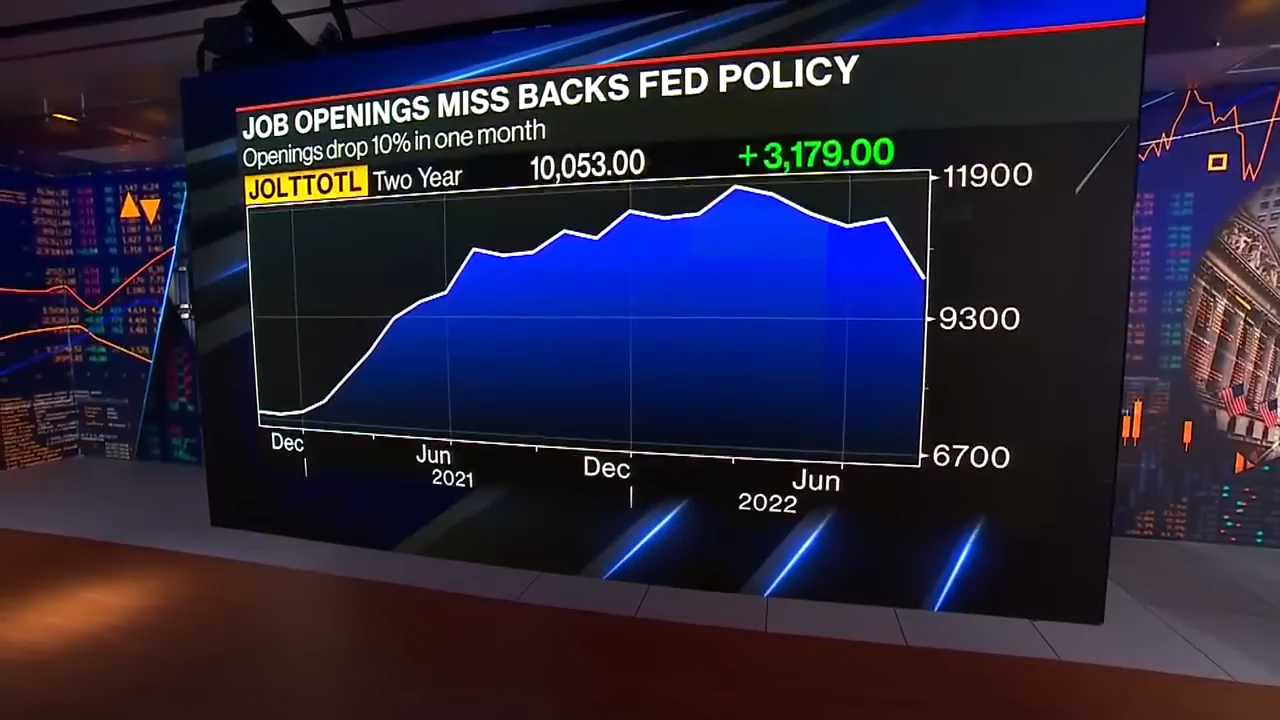 JOB OPENINGS MISS BACKS FED POLICY
Openings drop 10% in one month
JOLTTOTL Two Year 10,053.00 +3,179.00
11900
9300
6700
Dec Jun Dec Jun
2021 2022